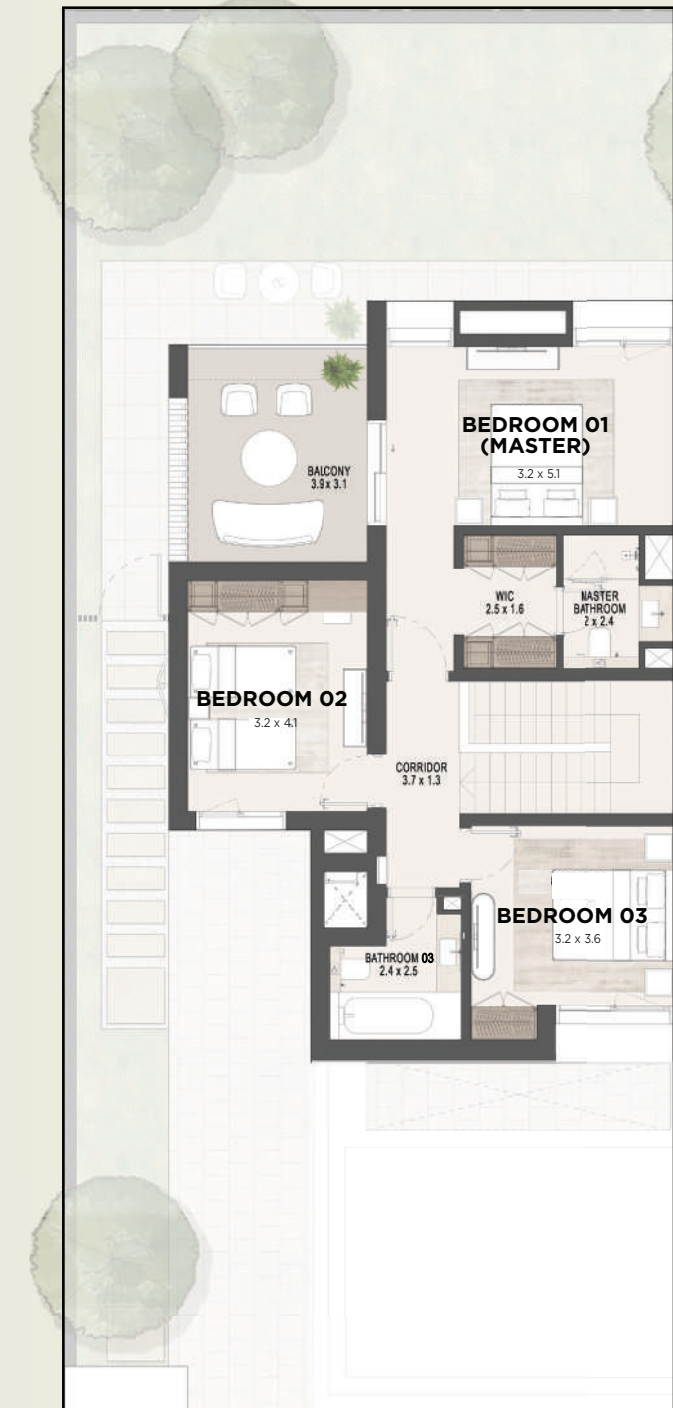 BEDROOM 01
(MASTER)
3.2 x 5.1
BALCONY
3.9 x 3.1
WIC
2.5 x 1.6
MASTER
BATHROOM
2 x 2.4
BEDROOM 02
3.2 x 4.1
CORRIDOR
3.7 x 1.3
BEDROOM 03
3.2 x 3.6
BATHROOM 03
2.4 x 2.5